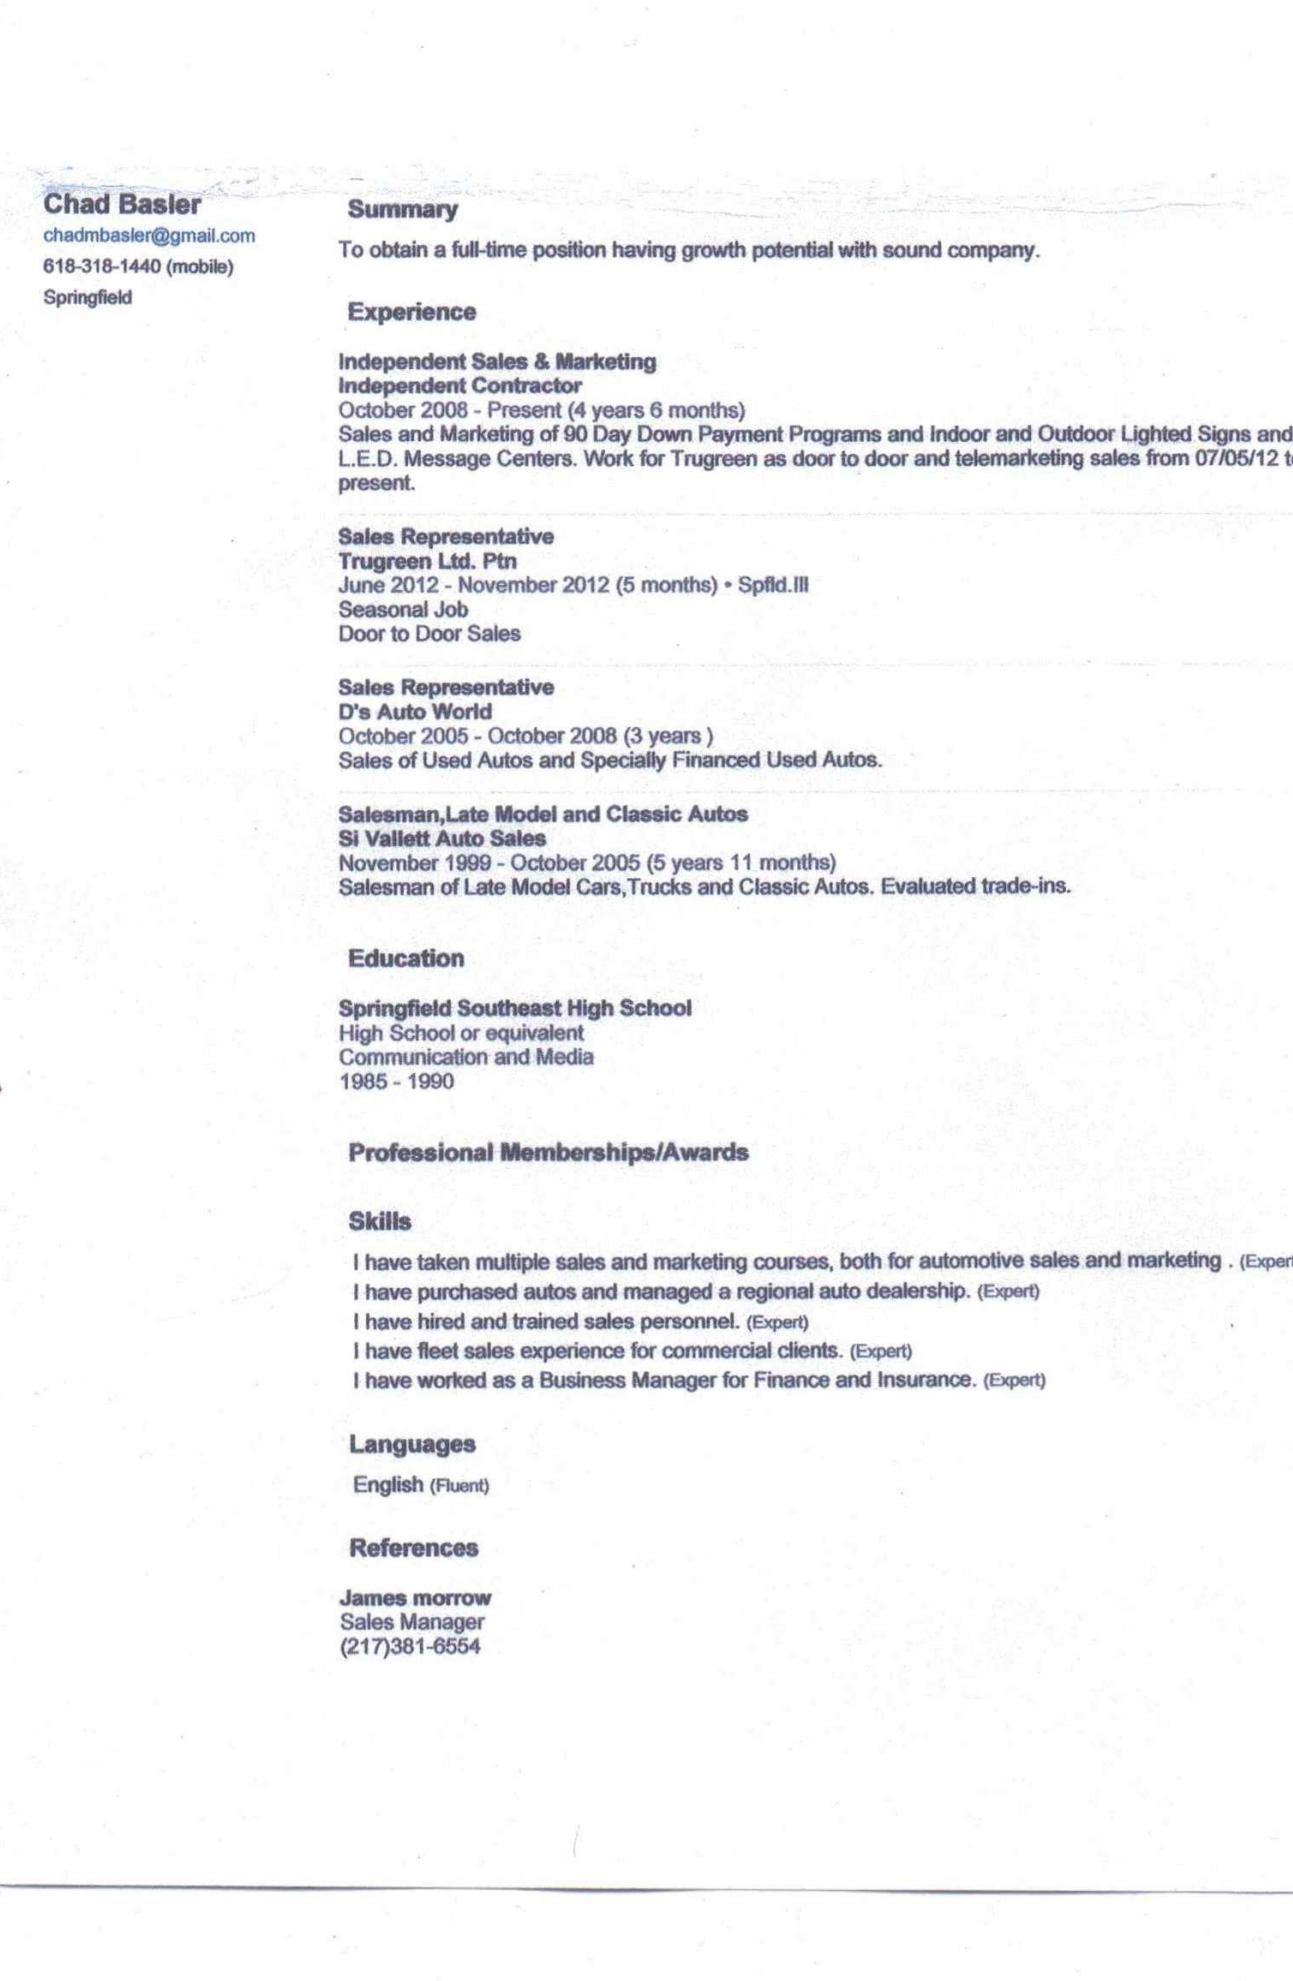 Chad Basler
chadmbasler@gmail.com
618-318-1440 (mobile)
Springfield
Summary
To obtain a full-time position having growth potential with sound company.
Experience
Independent Sales & Marketing
Independent Contractor
October 2008 - Present (4 years 6 months)
Sales and Marketing of 90 Day Down Payment Programs and Indoor and Outdoor Lighted Signs and
L.E.D. Message Centers. Work for Trugreen as door to door and telemarketing sales from 07/05/12
present.
Sales Representative
Trugreen Ltd. Ptn
June 2012 - November 2012 (5 months) • Spfld.Ill
Seasonal Job
Door to Door Sales
Sales Representative
D's Auto World
October 2005 - October 2008 (3 years )
Sales of Used Autos and Specially Financed Used Autos.
Salesman,Late Model and Classic Autos
Si Vallett Auto Sales
November 1999 - October 2005 (5 years 11 months)
Salesman of Late Model Cars,Trucks and Classic Autos. Evaluated trade-ins.
Education
Springfield Southeast High School
High School or equivalent
Communication and Media
1985 - 1990
Professional Memberships/Awards
Skills
I have taken multiple sales and marketing courses, both for automotive sales and marketing . (Exper
I have purchased autos and managed a regional auto dealership. (Expert)
I have hired and trained sales personnel. (Expert)
I have fleet sales experience for commercial clients. (Expert)
I have worked as a Business Manager for Finance and Insurance. (Expert)
Languages
English (Fluent)
References
James morrow
Sales Manager
(217)381-6554